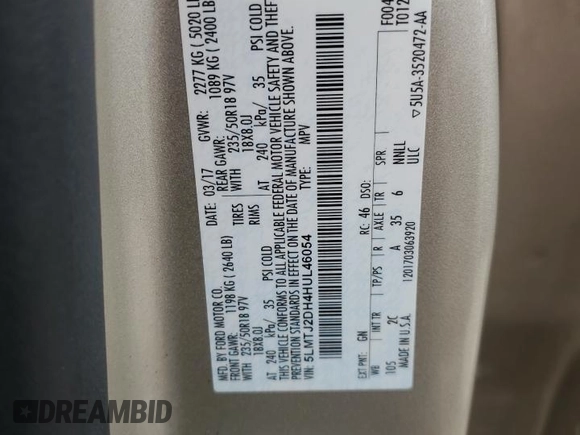 MFD. BY FORD MOTOR CO.
DATE: 03/17 GVWR: 2277 KG ( 5020 LB
FRONT GAWR: 1198 KG ( 2640 LB) REAR GAWR: 1089 KG ( 2400 LB
WITH 235/50R18 97V TIRES WITH 235/50R18 97V
18X8.0J RIMS 18X8.0J
AT 240 kPa/ 35 PSI COLD AT 240 kPa/ 35 PSI COLD
THIS VEHICLE CONFORMS TO ALL APPLICABLE FEDERAL MOTOR VEHICLE SAFETY AND THEFT
PREVENTION STANDARDS IN EFFECT ON THE DATE OF MANUFACTURE SHOWN ABOVE.
VIN: 5LMTJ2DH4HUL46054 TYPE: MPV
F004
T012
EXT PNT: GN RC: 46 DSO:
WB INT TR TP/PS R AXLE TR SPR
105 2C A 35 6 NNLL
ULC
MADE IN U.S.A. 1201703063920
▽5U5A-3520472-AA
DREAMBID